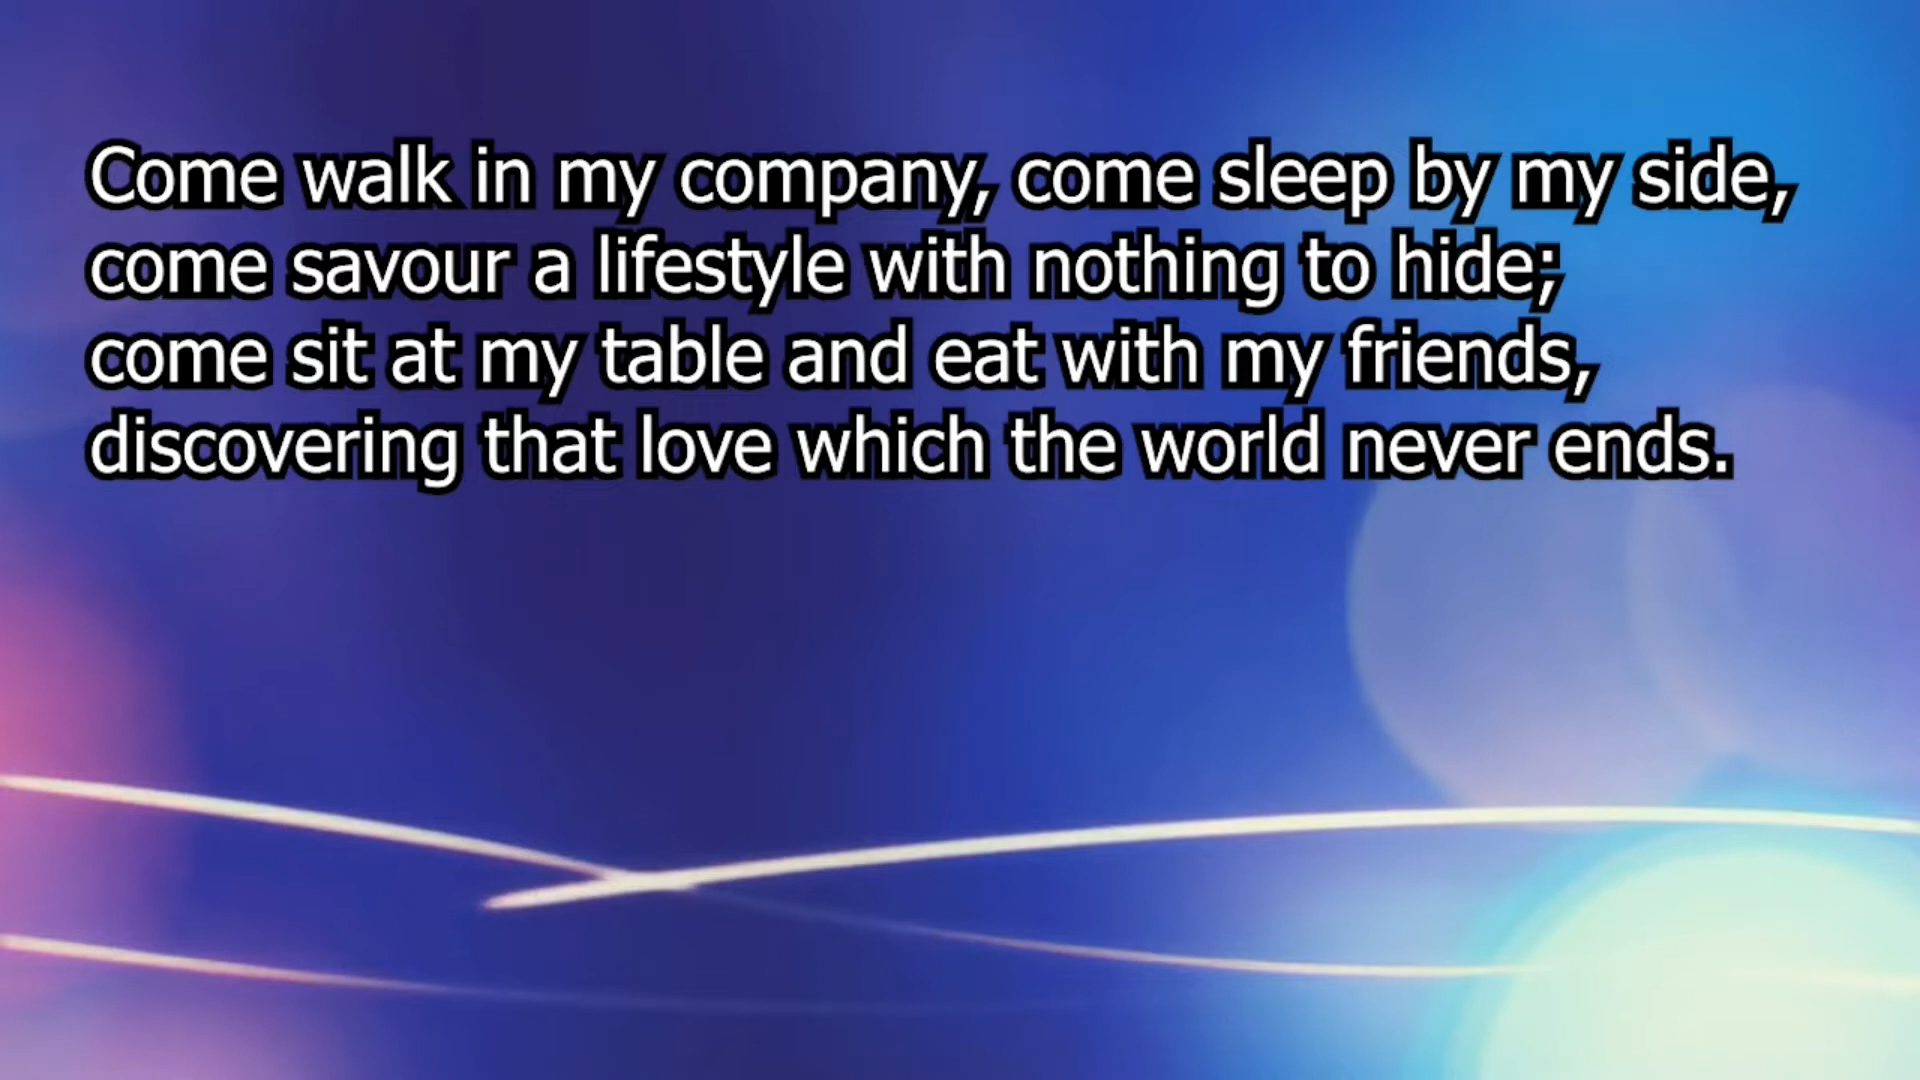 Come walk in my company, come sleep by my side,
come savour a lifestyle with nothing to hide;
come sit at my table and eat with my friends,
discovering that love which the world never ends.